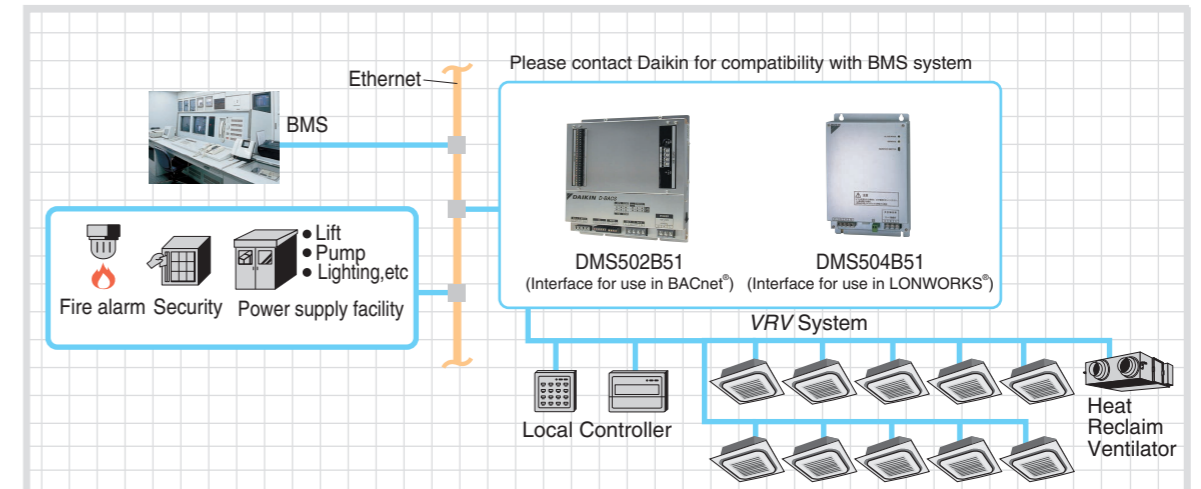 Please contact Daikin for compatibility with BMS system
Ethernet
BMS
DAIKIN D-BACS
DMS502B51
(Interface for use in BACnet®)
DMS504B51
(Interface for use in LONWORKS®)
• Lift
• Pump
• Lighting,etc
Fire alarm
Security
Power supply facility
VRV System
Local Controller
Heat
Reclaim
Ventilator